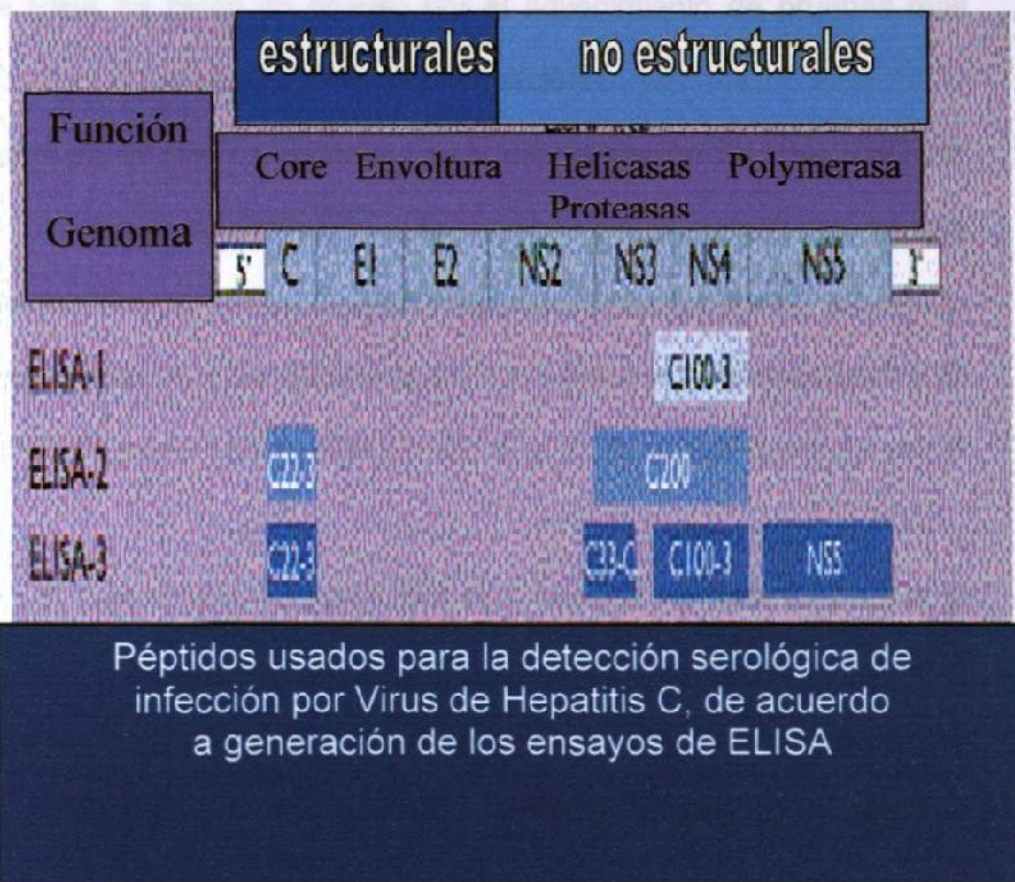 estructurales no estructurales
Función
Genoma
Core Envoltura Helicasas Polymerasa
Proteasas
5' C E1 E2 NS2 NS3 NS4 NS5 3'
ELISA-1 C100-3
ELISA-2 C22-3 C200
ELISA-3 C22-3 C33-C C100-3 NS5
Péptidos usados para la detección serológica de
infección por Virus de Hepatitis C, de acuerdo
a generación de los ensayos de ELISA